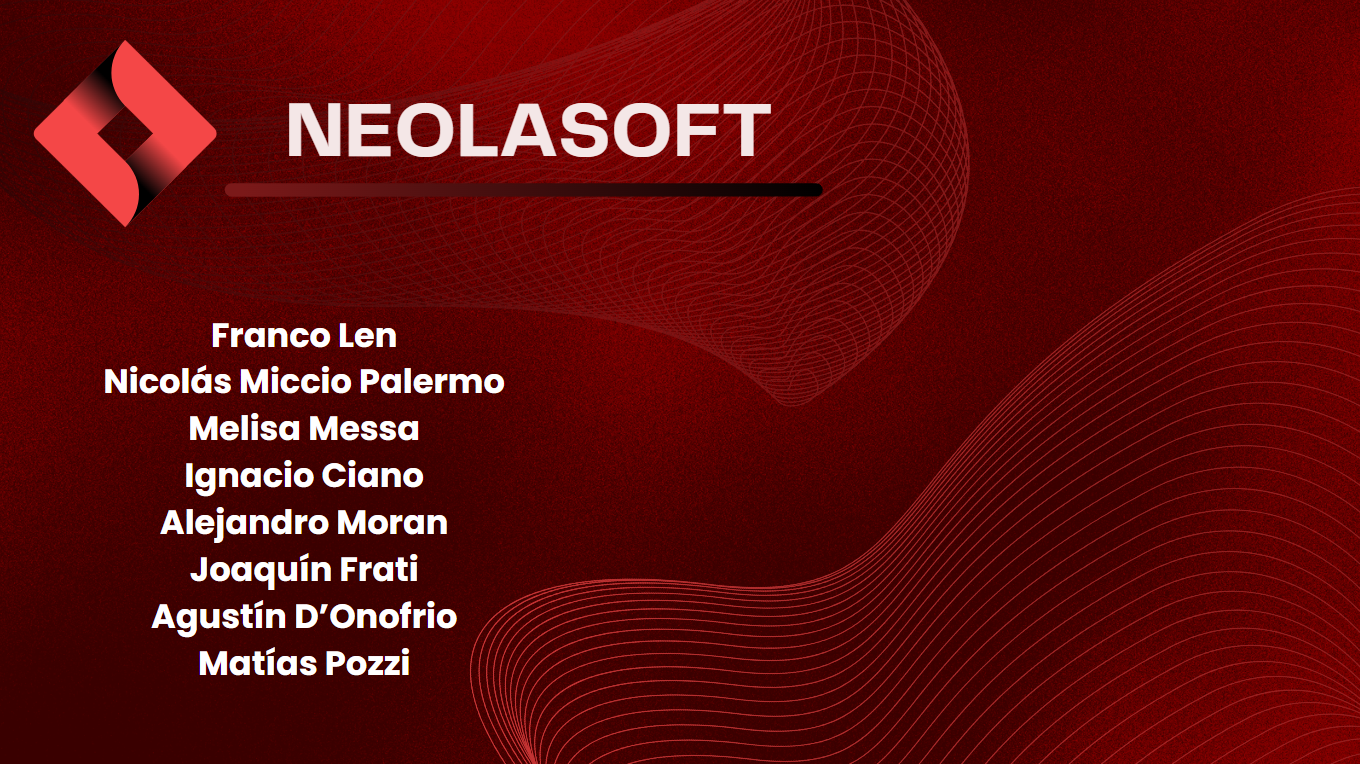 NEOLASOFT
Franco Len
Nicolás Miccio Palermo
Melisa Messa
Ignacio Ciano
Alejandro Moran
Joaquín Frati
Agustín D’Onofrio
Matías Pozzi